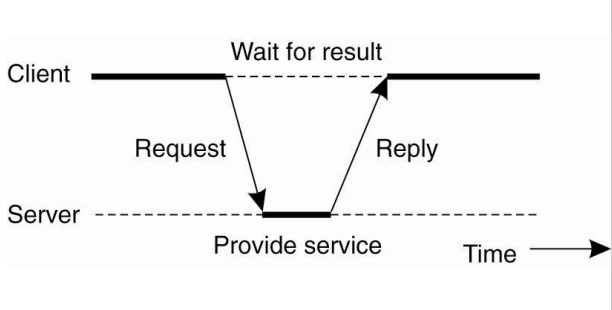 Wait for result
Client
Request
Reply
Server
Provide service
Time